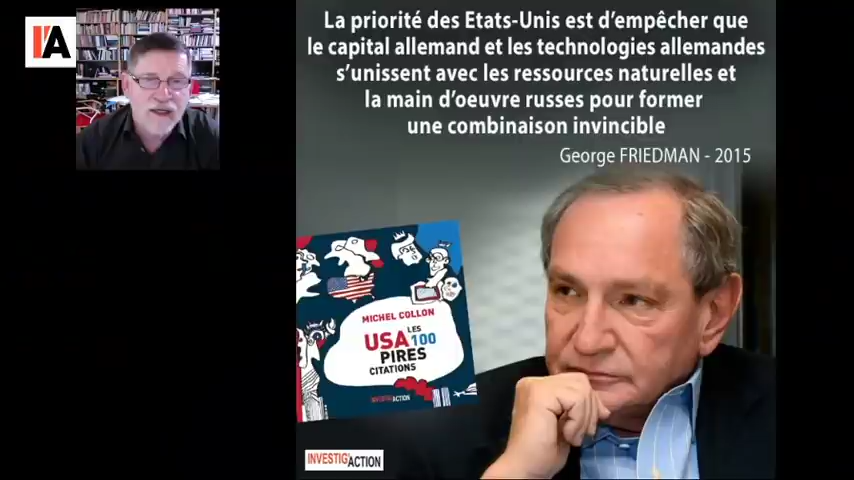 I'A
La priorité des Etats-Unis est d'empêcher que
le capital allemand et les technologies allemandes
s'unissent avec les ressources naturelles et
la main d'oeuvre russes pour former
une combinaison invincible
George FRIEDMAN - 2015
MICHEL COLLON
LES
USA 100
PIRES
CITATIONS
INVESTIG'ACTION
INVESTIG'ACTION